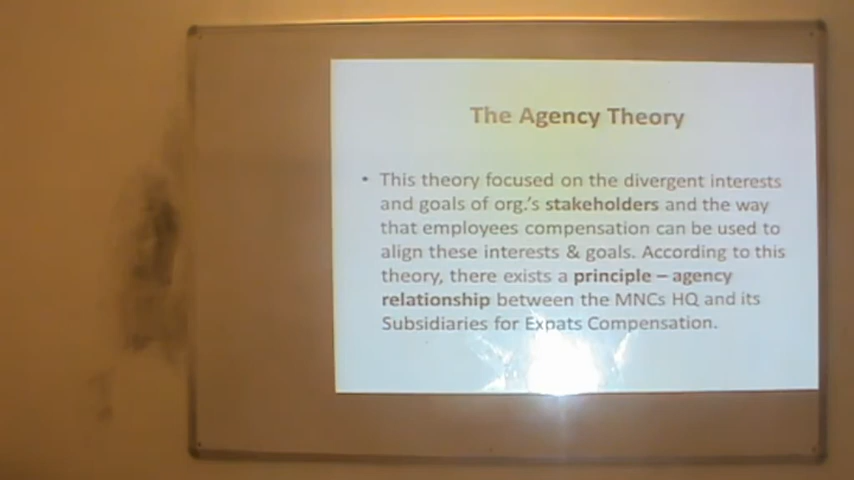 The Agency Theory
• This theory focused on the divergent interests
and goals of org.'s stakeholders and the way
that employees compensation can be used to
align these interests & goals. According to this
theory, there exists a principle – agency
relationship between the MNCs HQ and its
Subsidiaries for Expats Compensation.